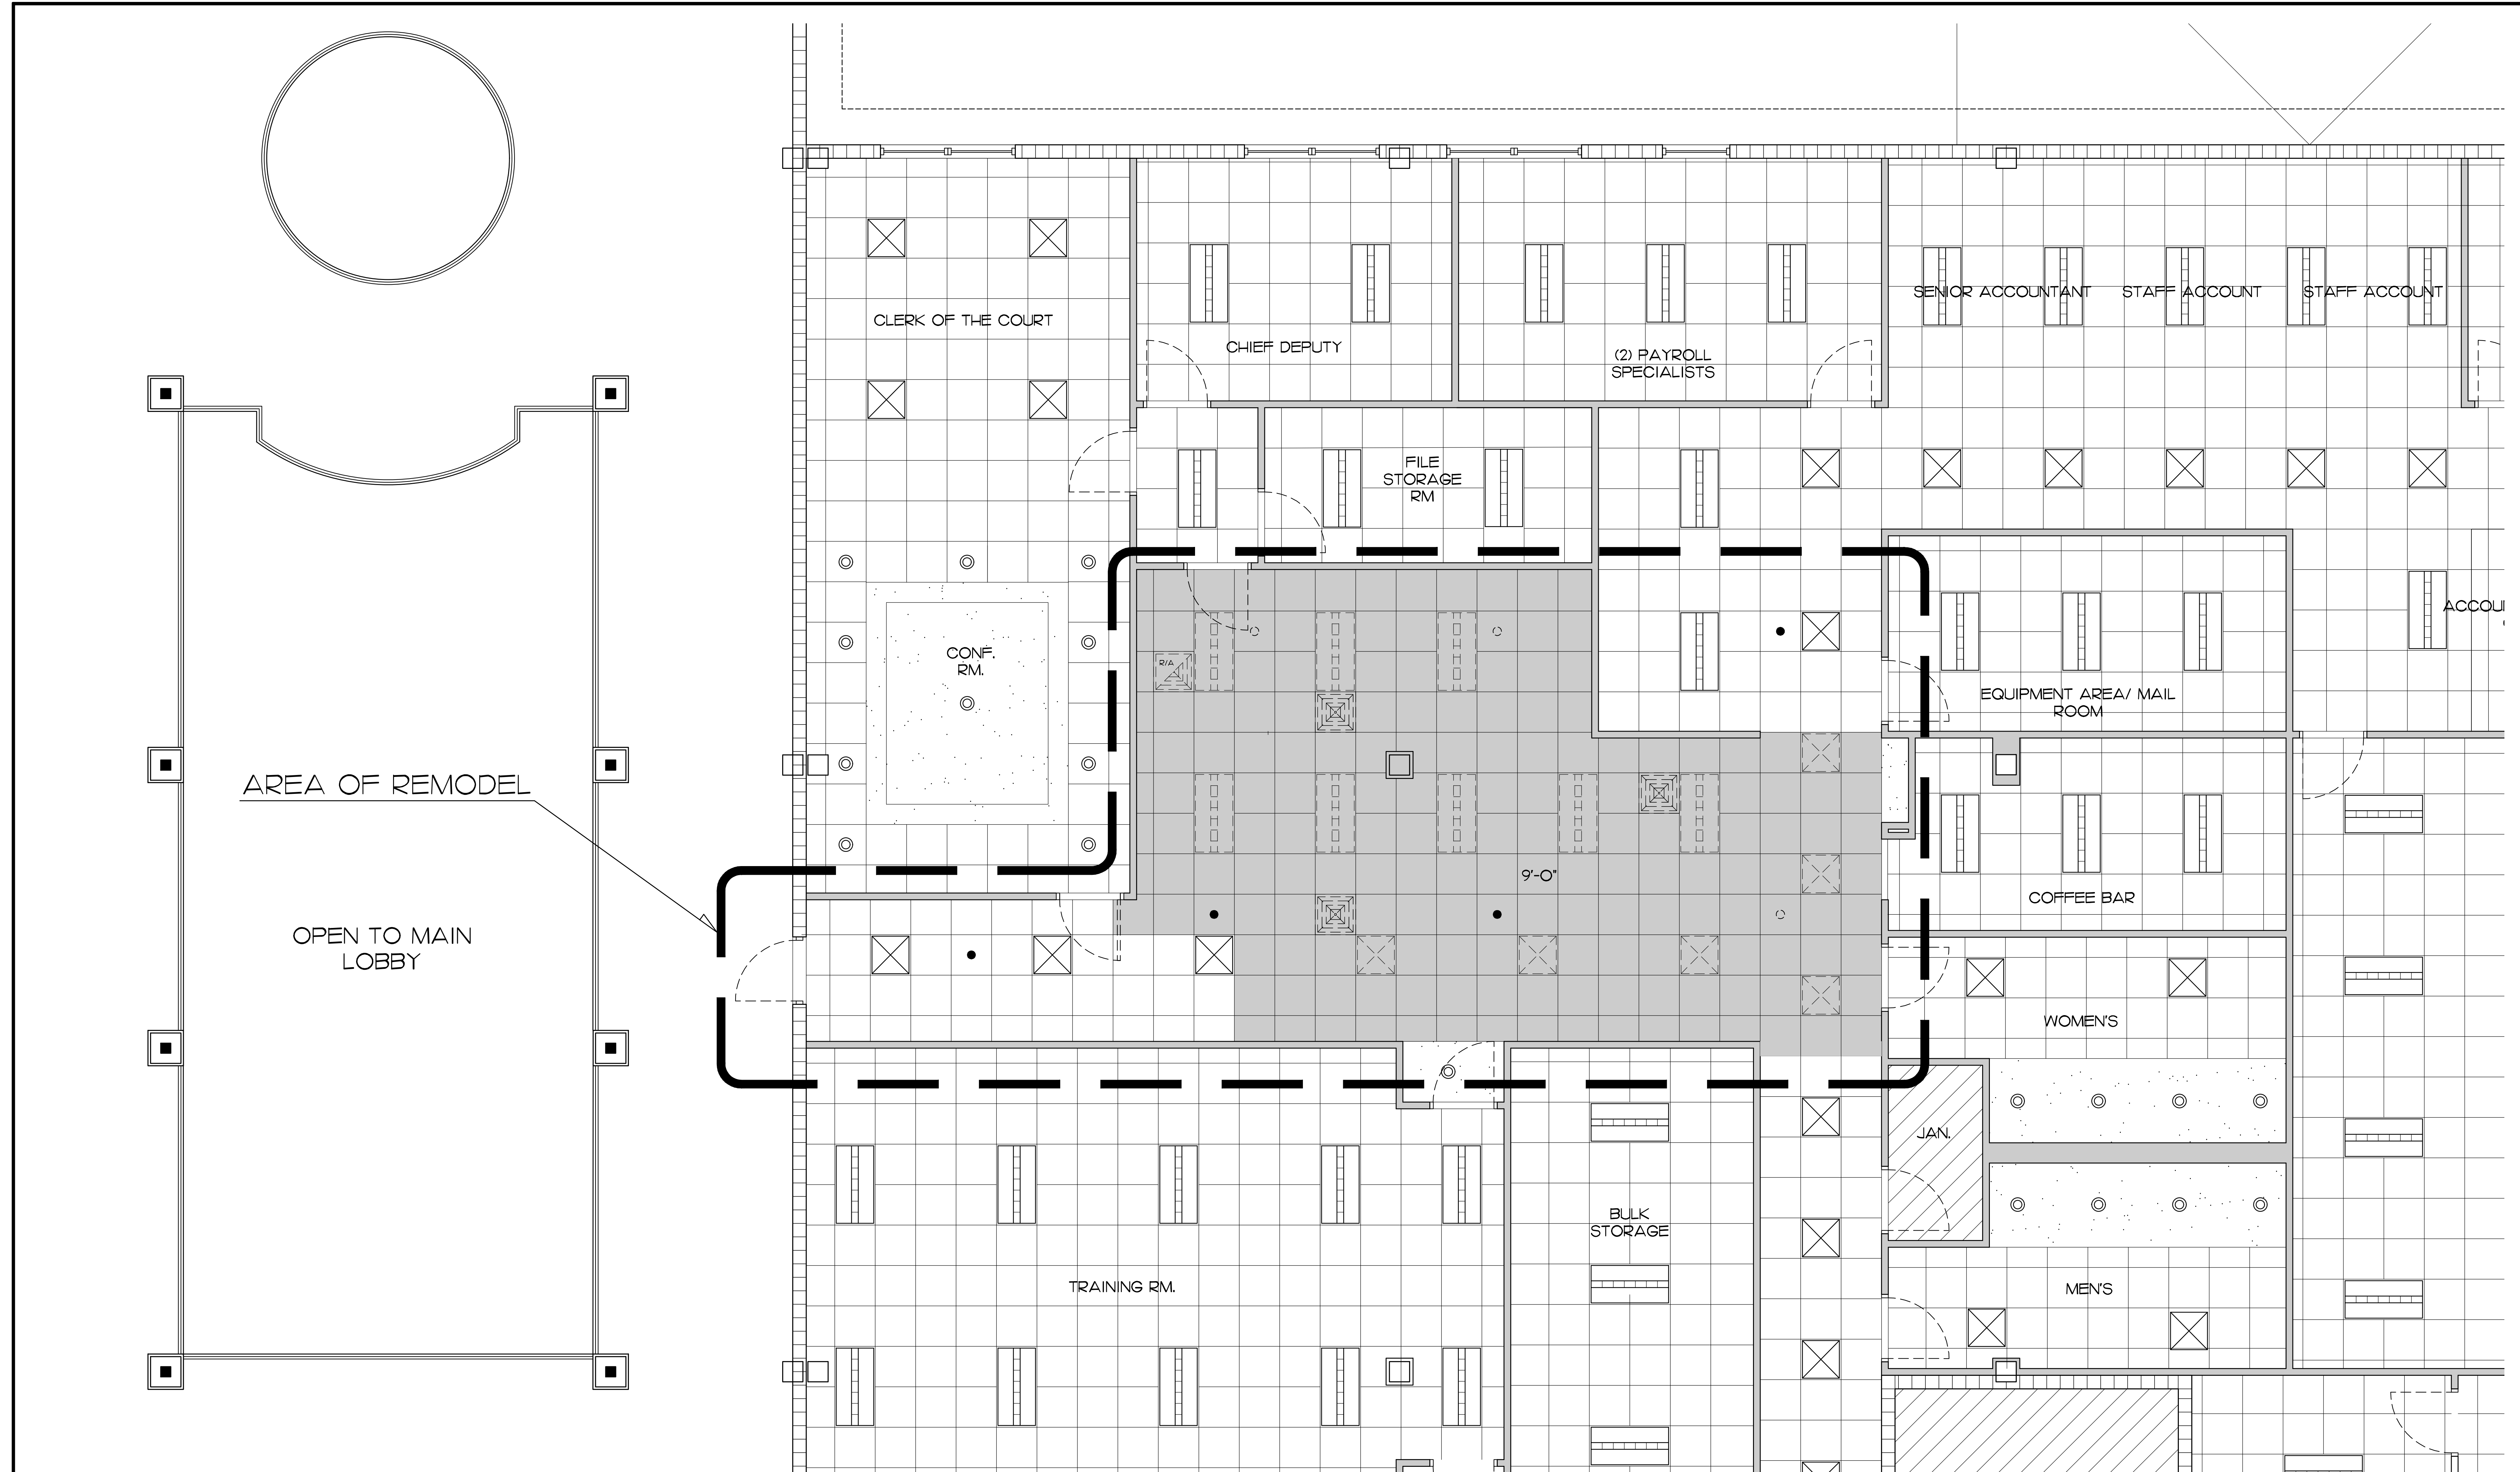 CLERK OF THE COURT
CHIEF DEPUTY
(2) PAYROLL
SPECIALISTS
SENIOR ACCOUNTANT
STAFF ACCOUNT
STAFF ACCOUNT
FILE
STORAGE
RM
CONF.
RM.
R/A
EQUIPMENT AREA/ MAIL
ROOM
AREA OF REMODEL
9'-0"
COFFEE BAR
OPEN TO MAIN
LOBBY
WOMEN'S
JAN.
BULK
STORAGE
TRAINING RM.
MEN'S